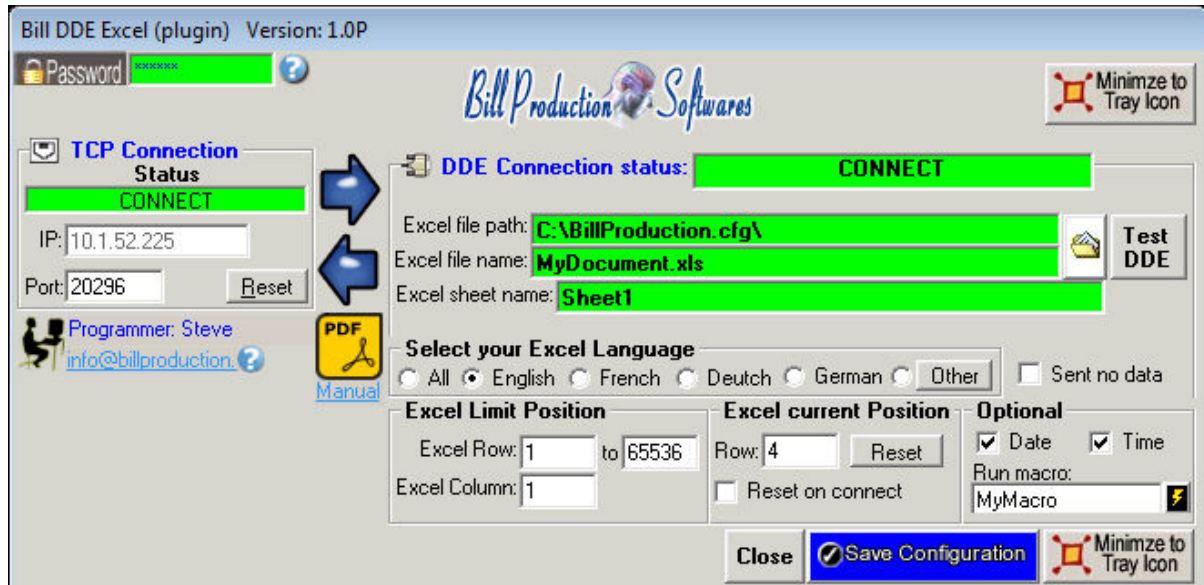 Bill DDE Excel (plugin) Version: 1.0P
Password ******
Bill Production Softwares
Minimze to
Tray Icon
TCP Connection
Status
CONNECT
IP: 10.1.52.225
Port: 20296 Reset
Programmer: Steve
info@billproduction.
PDF
Manual
DDE Connection status: CONNECT
Excel file path: C:\BillProduction.cfg\
Excel file name: MyDocument.xls
Excel sheet name: Sheet1
Test
DDE
Select your Excel Language
All English French Deutch German Other
Sent no data
Excel Limit Position
Excel Row: 1 to 65536
Excel Column: 1
Excel current Position
Row: 4 Reset
Reset on connect
Optional
Date Time
Run macro:
MyMacro
Close
Save Configuration
Minimze to
Tray Icon